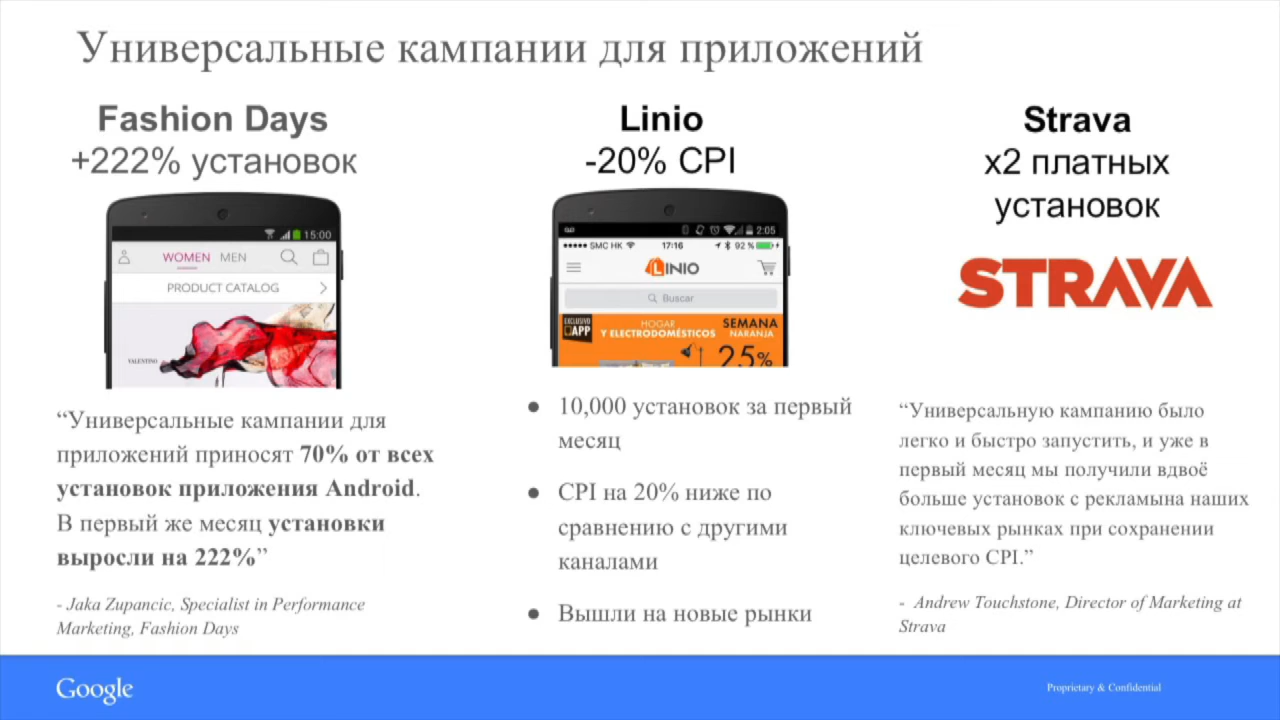 Универсальные кампании для приложений
Fashion Days
+222% установок
15:00
WOMEN MEN
PRODUCT CATALOG
VALENTINO
“Универсальные кампании для
приложений приносят 70% от всех
установок приложения Android.
В первый же месяц установки
выросли на 222%”
- Jaka Zupancic, Specialist in Performance
Marketing, Fashion Days
Linio
-20% CPI
2:05
SMC HK 17:16 92 %
LINIO
Buscar
EXCLUSIVO
APP
HOGAR
Y ELECTRODOMÉSTICOS
SEMANA
NARANJA
25%
● 10,000 установок за первый
месяц
● CPI на 20% ниже по
сравнению с другими
каналами
● Вышли на новые рынки
Strava
x2 платных
установок
STRAVA
“Универсальную кампанию было
легко и быстро запустить, и уже в
первый месяц мы получили вдвоё
больше установок с рекламына наших
ключевых рынках при сохранении
целевого CPI.”
- Andrew Touchstone, Director of Marketing at
Strava
Google
Proprietary & Confidential